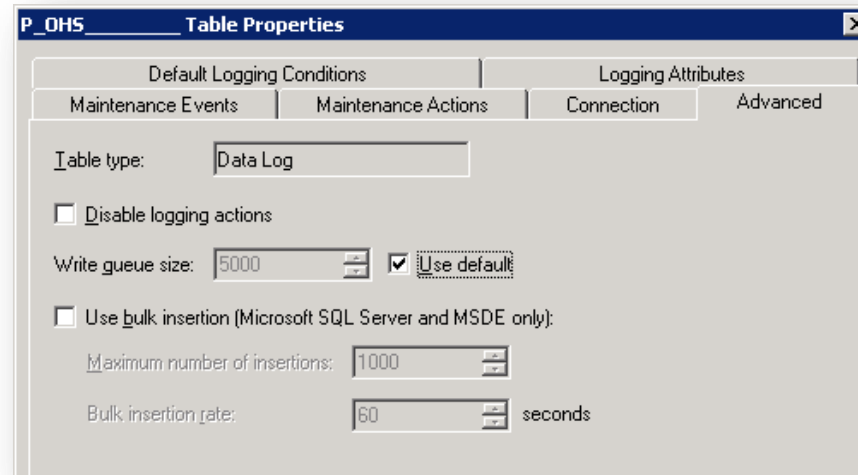 P_OHS_________ Table Properties
Default Logging Conditions Logging Attributes
Maintenance Events Maintenance Actions Connection Advanced
Table type: Data Log
Disable logging actions
Write queue size: 5000 Use default
Use bulk insertion (Microsoft SQL Server and MSDE only):
Maximum number of insertions: 1000
Bulk insertion rate: 60 seconds